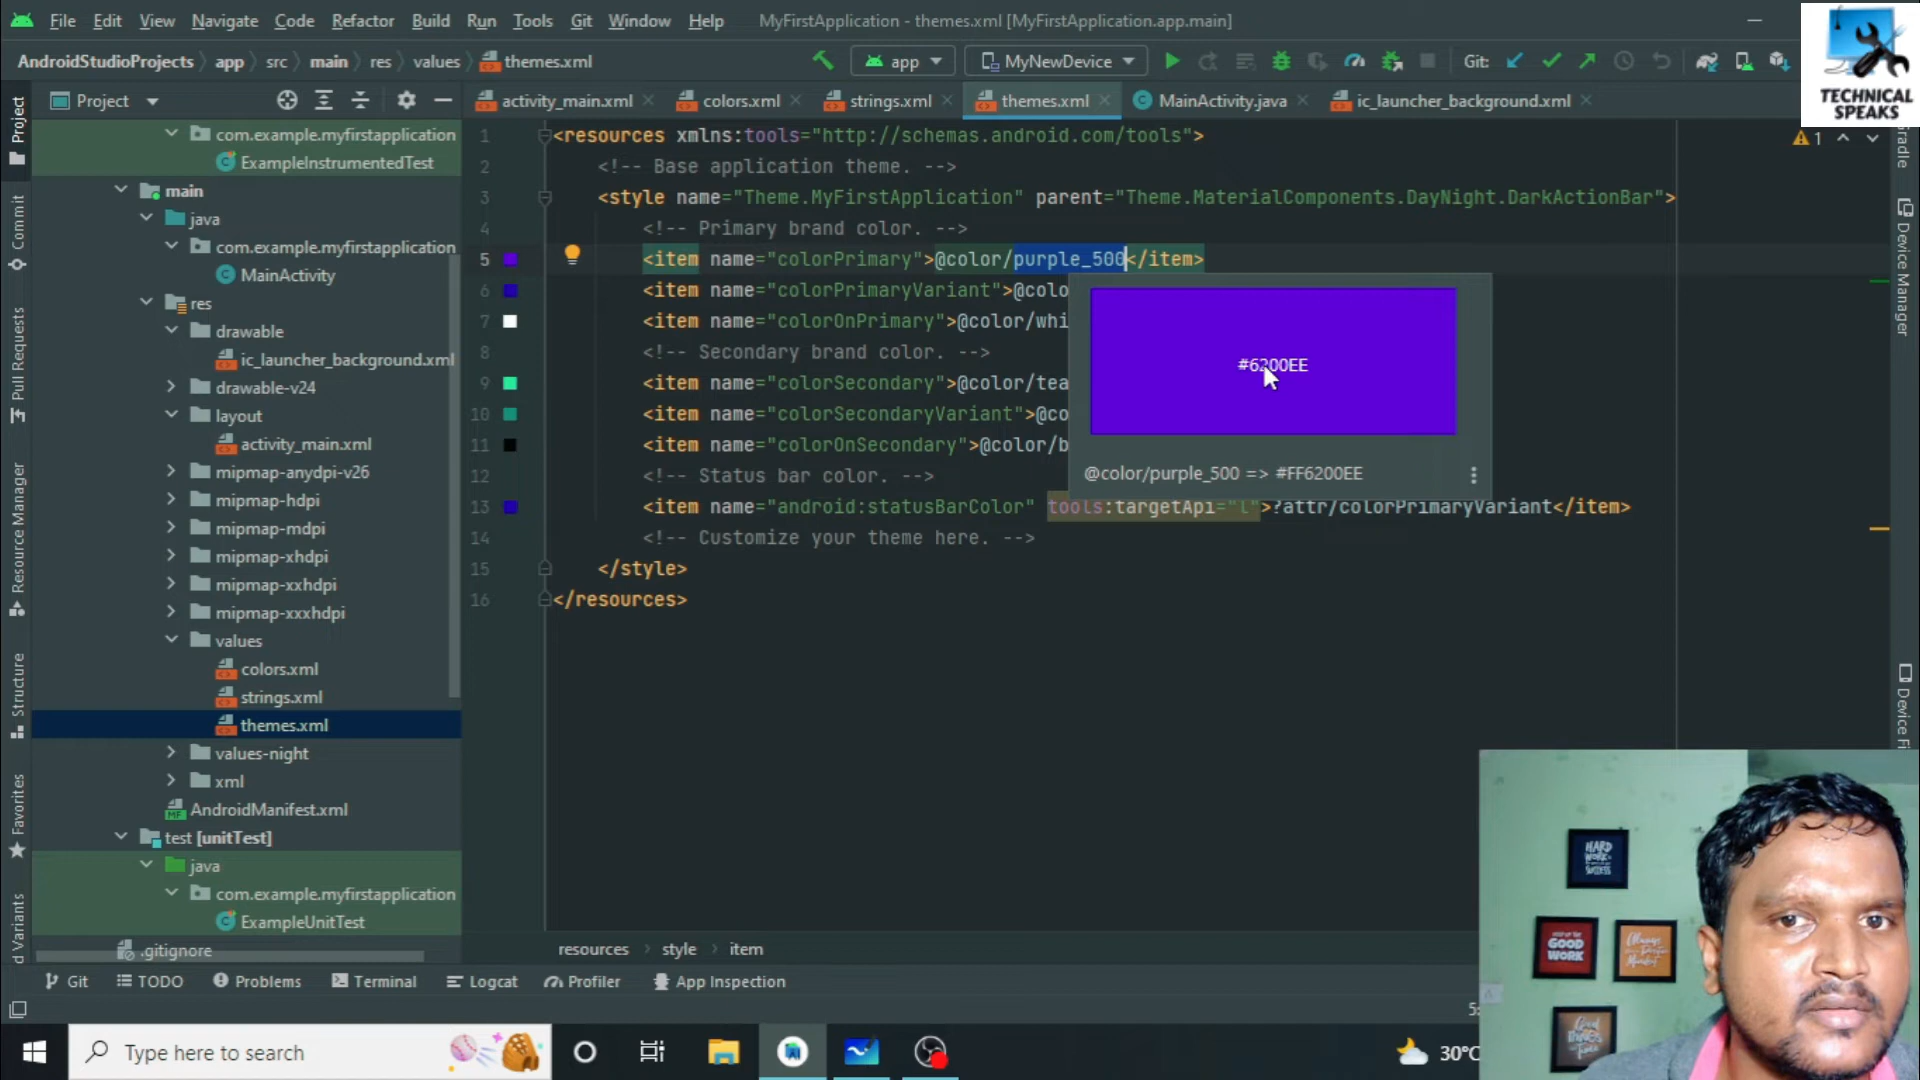 File Edit View Navigate Code Refactor Build Run Tools Git Window Help MyFirstApplication - themes.xml [MyFirstApplication.app.main]
AndroidStudioProjects app src main res values themes.xml app MyNewDevice Git:
TECHNICAL
SPEAKS
Project
activity_main.xml colors.xml strings.xml themes.xml MainActivity.java ic_launcher_background.xml
com.example.myfirstapplication
ExampleInstrumentedTest
main
java
com.example.myfirstapplication
MainActivity
res
drawable
ic_launcher_background.xml
drawable-v24
layout
activity_main.xml
mipmap-anydpi-v26
mipmap-hdpi
mipmap-mdpi
mipmap-xhdpi
mipmap-xxhdpi
mipmap-xxxhdpi
values
colors.xml
strings.xml
themes.xml
values-night
xml
AndroidManifest.xml
test [unitTest]
java
com.example.myfirstapplication
ExampleUnitTest
.gitignore
Project
Commit
Pull Requests
Resource Manager
Structure
Favorites
d Variants
1 <resources xmlns:tools="http://schemas.android.com/tools"> 1
2 <!-- Base application theme. -->
3 <style name="Theme.MyFirstApplication" parent="Theme.MaterialComponents.DayNight.DarkActionBar">
4 <!-- Primary brand color. -->
5 <item name="colorPrimary">@color/purple_500</item>
6 <item name="colorPrimaryVariant">@colo
7 <item name="colorOnPrimary">@color/whi
8 <!-- Secondary brand color. -->
9 <item name="colorSecondary">@color/tea
10 <item name="colorSecondaryVariant">@co
11 <item name="colorOnSecondary">@color/b
12 <!-- Status bar color. -->
13 <item name="android:statusBarColor" tools:targetApi="l">?attr/colorPrimaryVariant</item>
14 <!-- Customize your theme here. -->
15 </style>
16 </resources>
#6200EE
@color/purple_500 => #FF6200EE
Device Manager
Device Fi
resources style item
Git TODO Problems Terminal Logcat Profiler App Inspection
5:
HARD
WORK
SUCCESS
GOOD
WORK
Type here to search
30°C